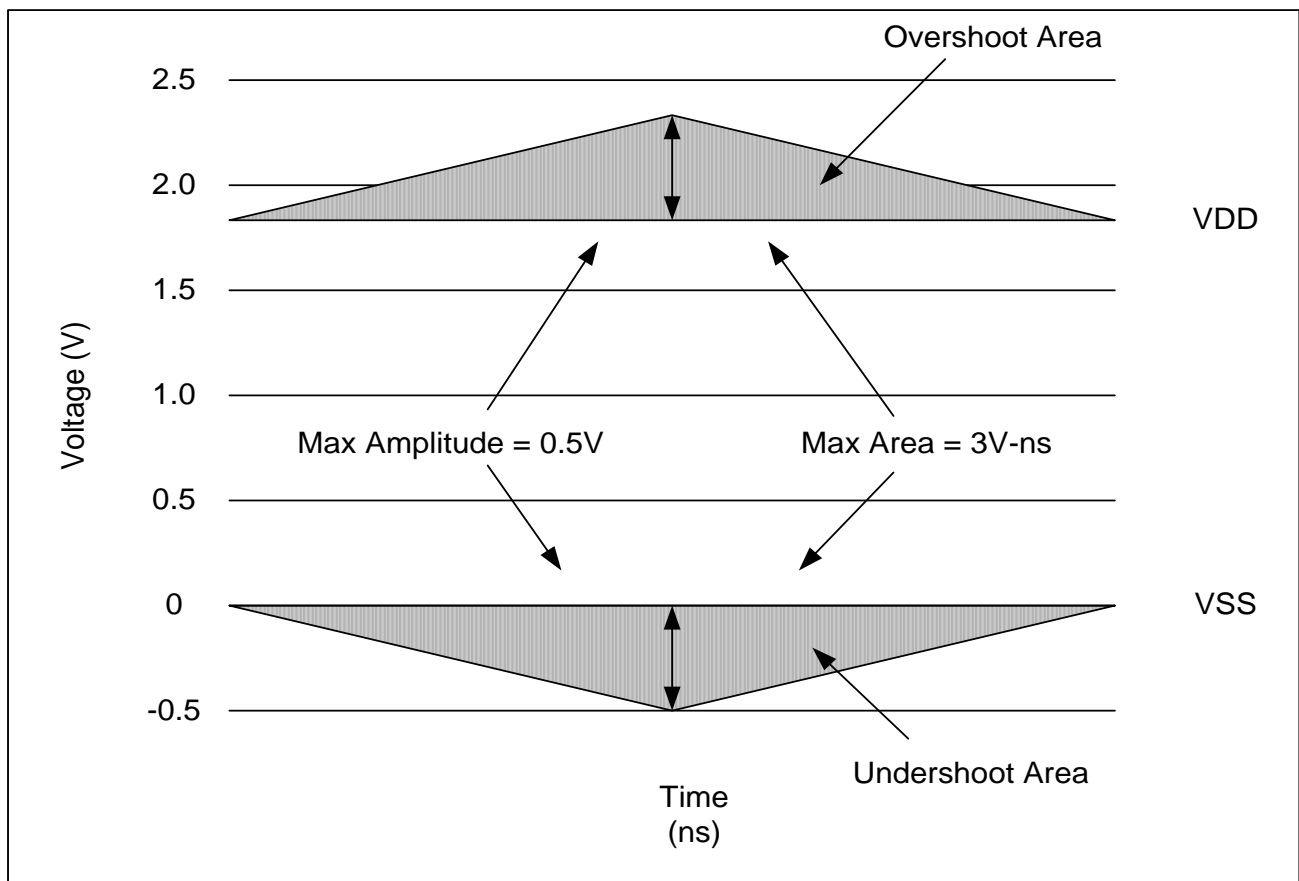 Overshoot Area
2.5
2.0
VDD
1.5
Voltage (V)
1.0
Max Amplitude = 0.5V
Max Area = 3V-ns
0.5
0
VSS
-0.5
Undershoot Area
Time
(ns)